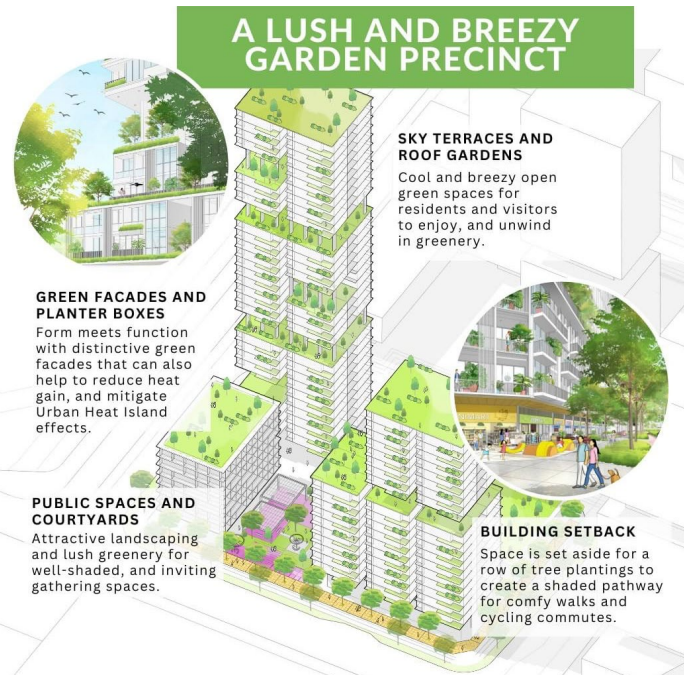 A LUSH AND BREEZY
GARDEN PRECINCT
SKY TERRACES AND
ROOF GARDENS
Cool and breezy open
green spaces for
residents and visitors
to enjoy, and unwind
in greenery.
GREEN FACADES AND
PLANTER BOXES
Form meets function
with distinctive green
facades that can also
help to reduce heat
gain, and mitigate
Urban Heat Island
effects.
PUBLIC SPACES AND
COURTYARDS
Attractive landscaping
and lush greenery for
well-shaded, and inviting
gathering spaces.
BUILDING SETBACK
Space is set aside for a
row of tree plantings to
create a shaded pathway
for comfy walks and
cycling commutes.